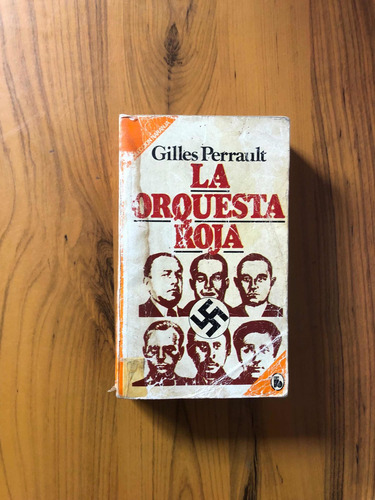 Gilles Perrault
LA
ORQUESTA
ROJA